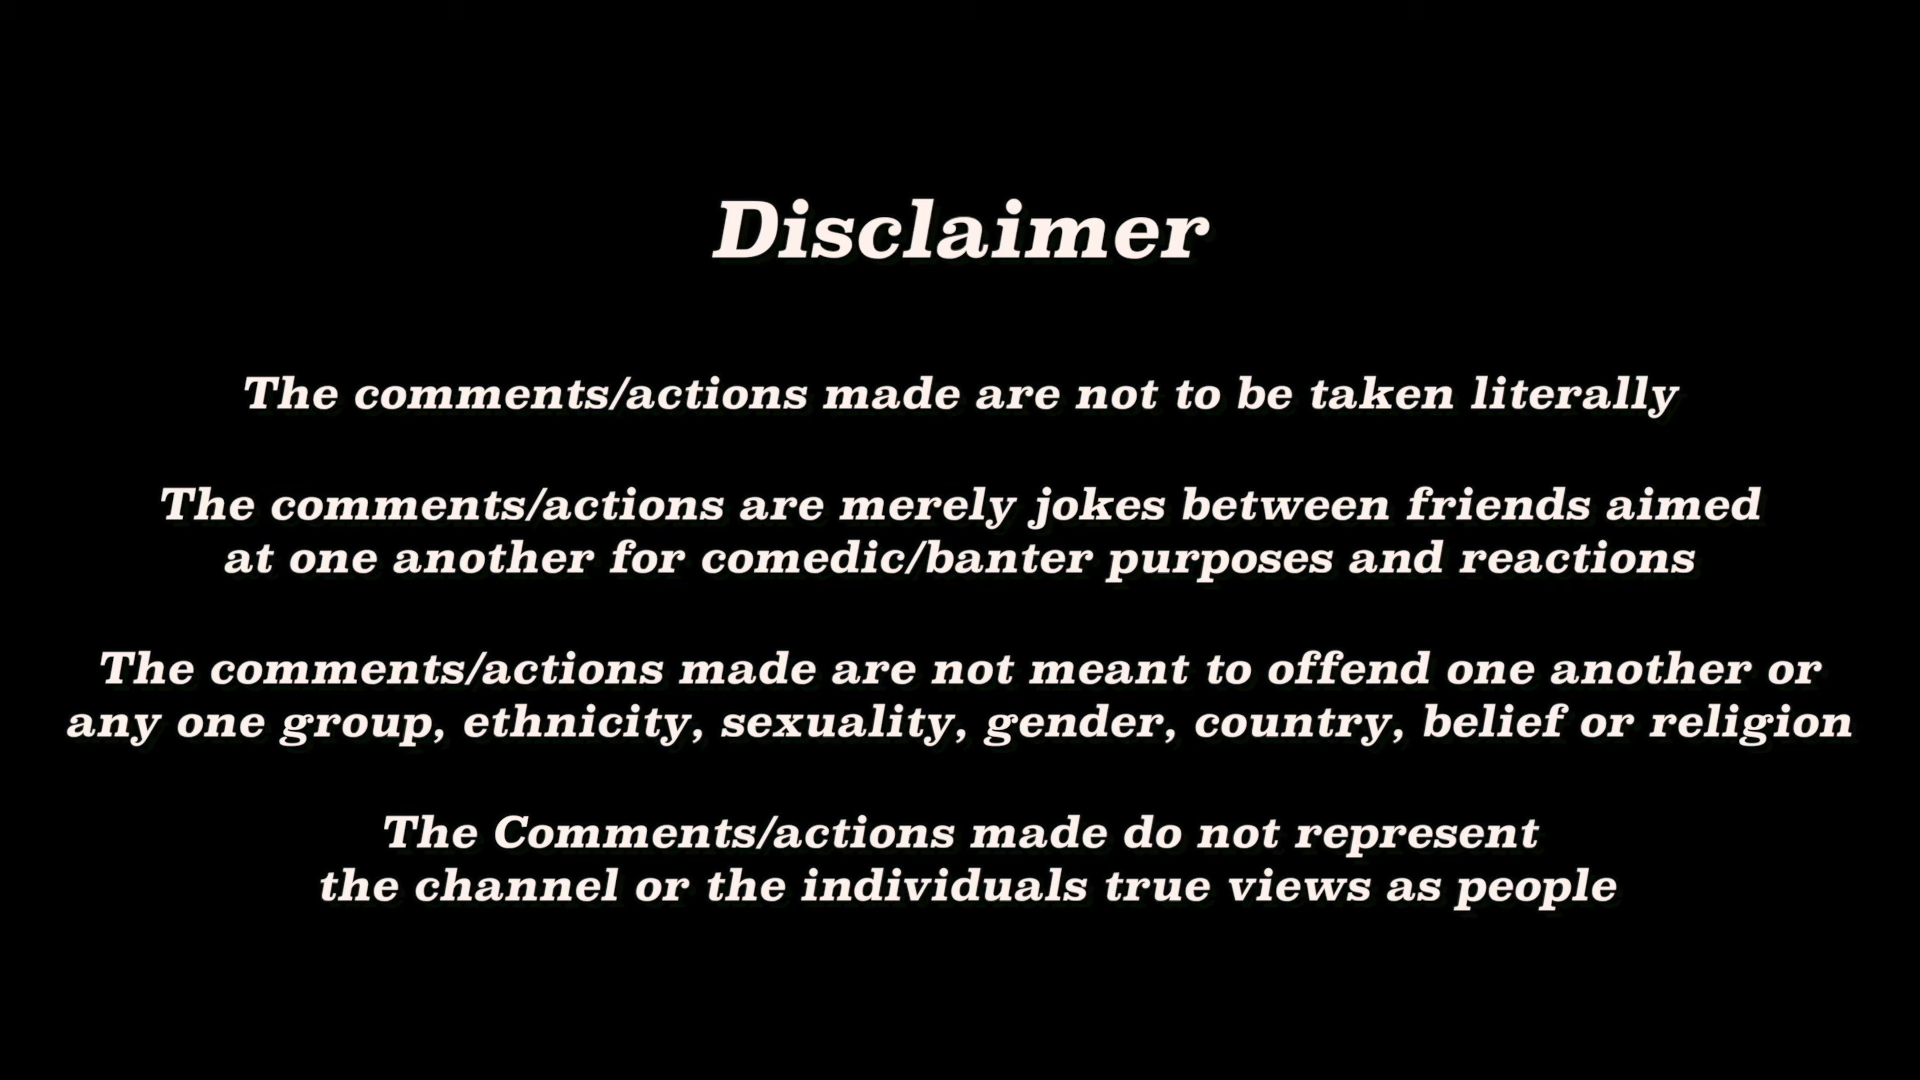 Disclaimer
The comments/actions made are not to be taken literally
The comments/actions are merely jokes between friends aimed
at one another for comedic/banter purposes and reactions
The comments/actions made are not meant to offend one another or
any one group, ethnicity, sexuality, gender, country, belief or religion
The Comments/actions made do not represent
the channel or the individuals true views as people